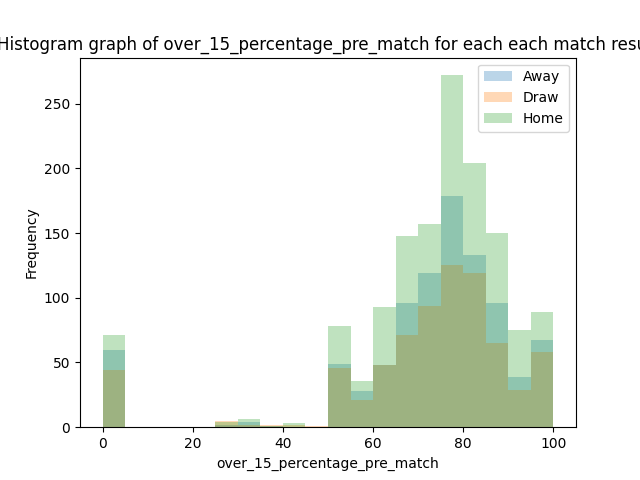 Histogram graph of over_15_percentage_pre_match for each each match resu
Away
Draw
Home
250
200
150
100
50
0
Frequency
0 20 40 60 80 100
over_15_percentage_pre_match